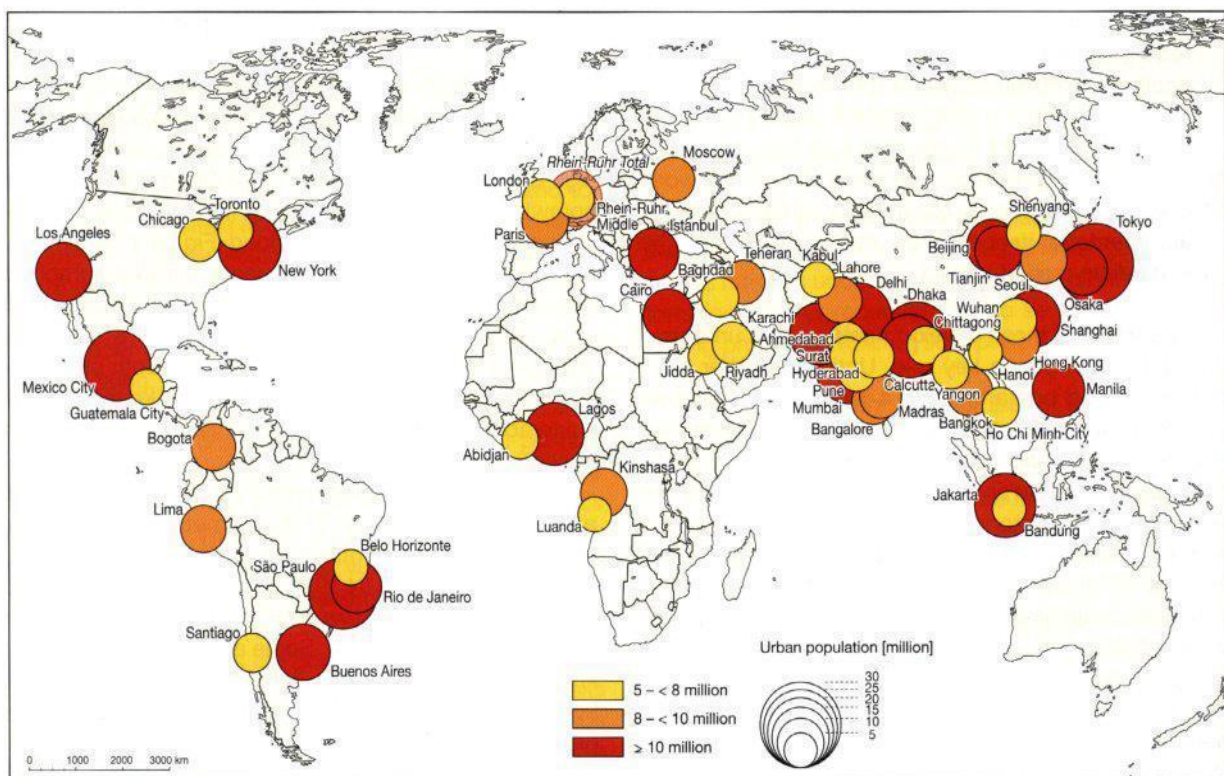 Rhein-Ruhr Total
Moscow
London
Rhein-Ruhr
Middle
Paris
Istanbul
Toronto
Chicago
Los Angeles
New York
Shenyang
Tokyo
Beijing
Teheran
Kabul
Lahore
Baghdad
Delhi
Dhaka
Tianjin
Seoul
Osaka
Cairo
Karachi
Wuhan
Chittagong
Shanghai
Ahmedabad
Surat
Hyderabad
Jidda
Riyadh
Calcutta
Hong Kong
Hanoi
Yangon
Pune
Mumbai
Madras
Manila
Bangalore
Bangkok
Ho Chi Minh City
Mexico City
Guatemala City
Bogota
Lagos
Abidjan
Kinshasa
Luanda
Lima
Jakarta
Bandung
Belo Horizonte
São Paulo
Rio de Janeiro
Santiago
Buenos Aires
Urban population [million]
30
25
20
15
10
5
5 – < 8 million
8 – < 10 million
≥ 10 million
0 1000 2000 3000 km